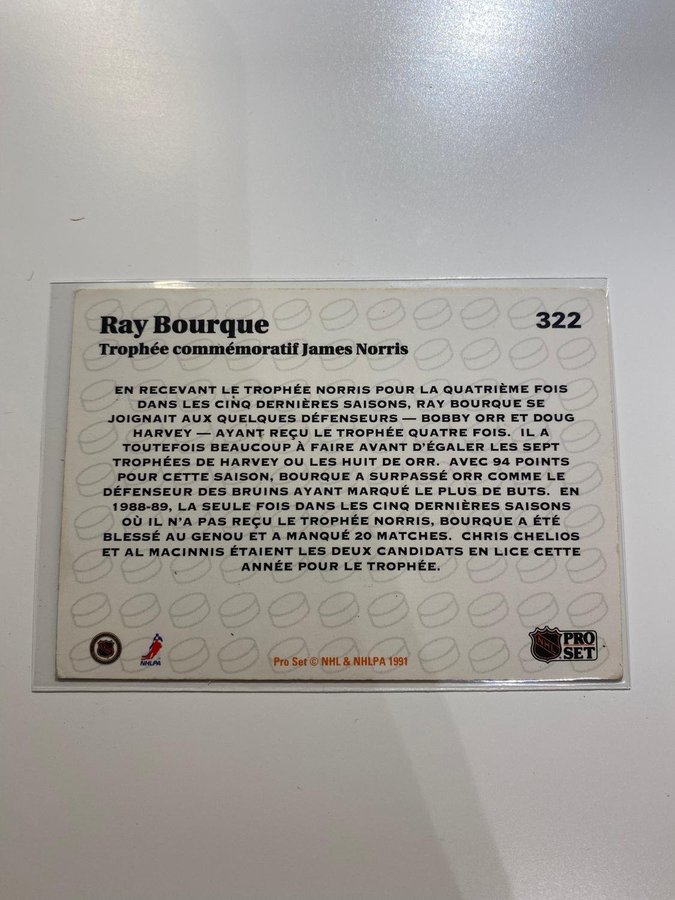 Ray Bourque
322
Trophée commémoratif James Norris
EN RECEVANT LE TROPHÉE NORRIS POUR LA QUATRIÈME FOIS
DANS LES CINQ DERNIÈRES SAISONS, RAY BOURQUE SE
JOIGNAIT AUX QUELQUES DÉFENSEURS — BOBBY ORR ET DOUG
HARVEY — AYANT REÇU LE TROPHÉE QUATRE FOIS. IL A
TOUTEFOIS BEAUCOUP À FAIRE AVANT D'ÉGALER LES SEPT
TROPHÉES DE HARVEY OU LES HUIT DE ORR. AVEC 94 POINTS
POUR CETTE SAISON, BOURQUE A SURPASSÉ ORR COMME LE
DÉFENSEUR DES BRUINS AYANT MARQUÉ LE PLUS DE BUTS. EN
1988-89, LA SEULE FOIS DANS LES CINQ DERNIÈRES SAISONS
OÙ IL N'A PAS REÇU LE TROPHÉE NORRIS, BOURQUE A ÉTÉ
BLESSÉ AU GENOU ET A MANQUÉ 20 MATCHES. CHRIS CHELIOS
ET AL MACINNIS ÉTAIENT LES DEUX CANDIDATS EN LICE CETTE
ANNÉE POUR LE TROPHÉE.
NHLPA
Pro Set © NHL & NHLPA 1991
NHL
PRO
SET